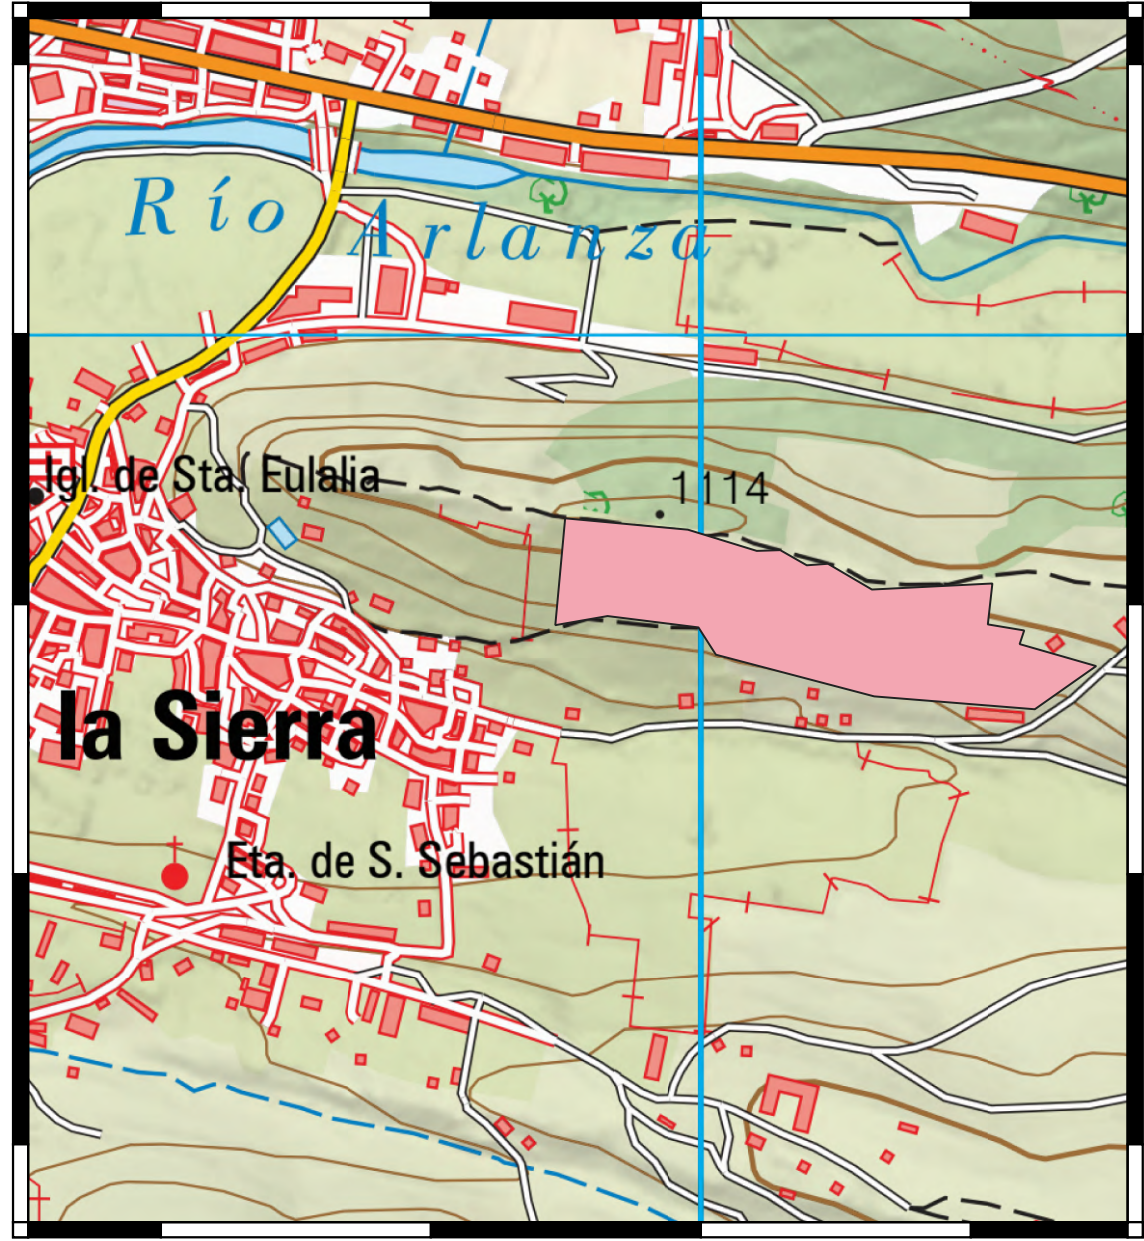 Río Arlanza
Igl. de Sta. Eulalia
1114
la Sierra
Eta. de S. Sebastián